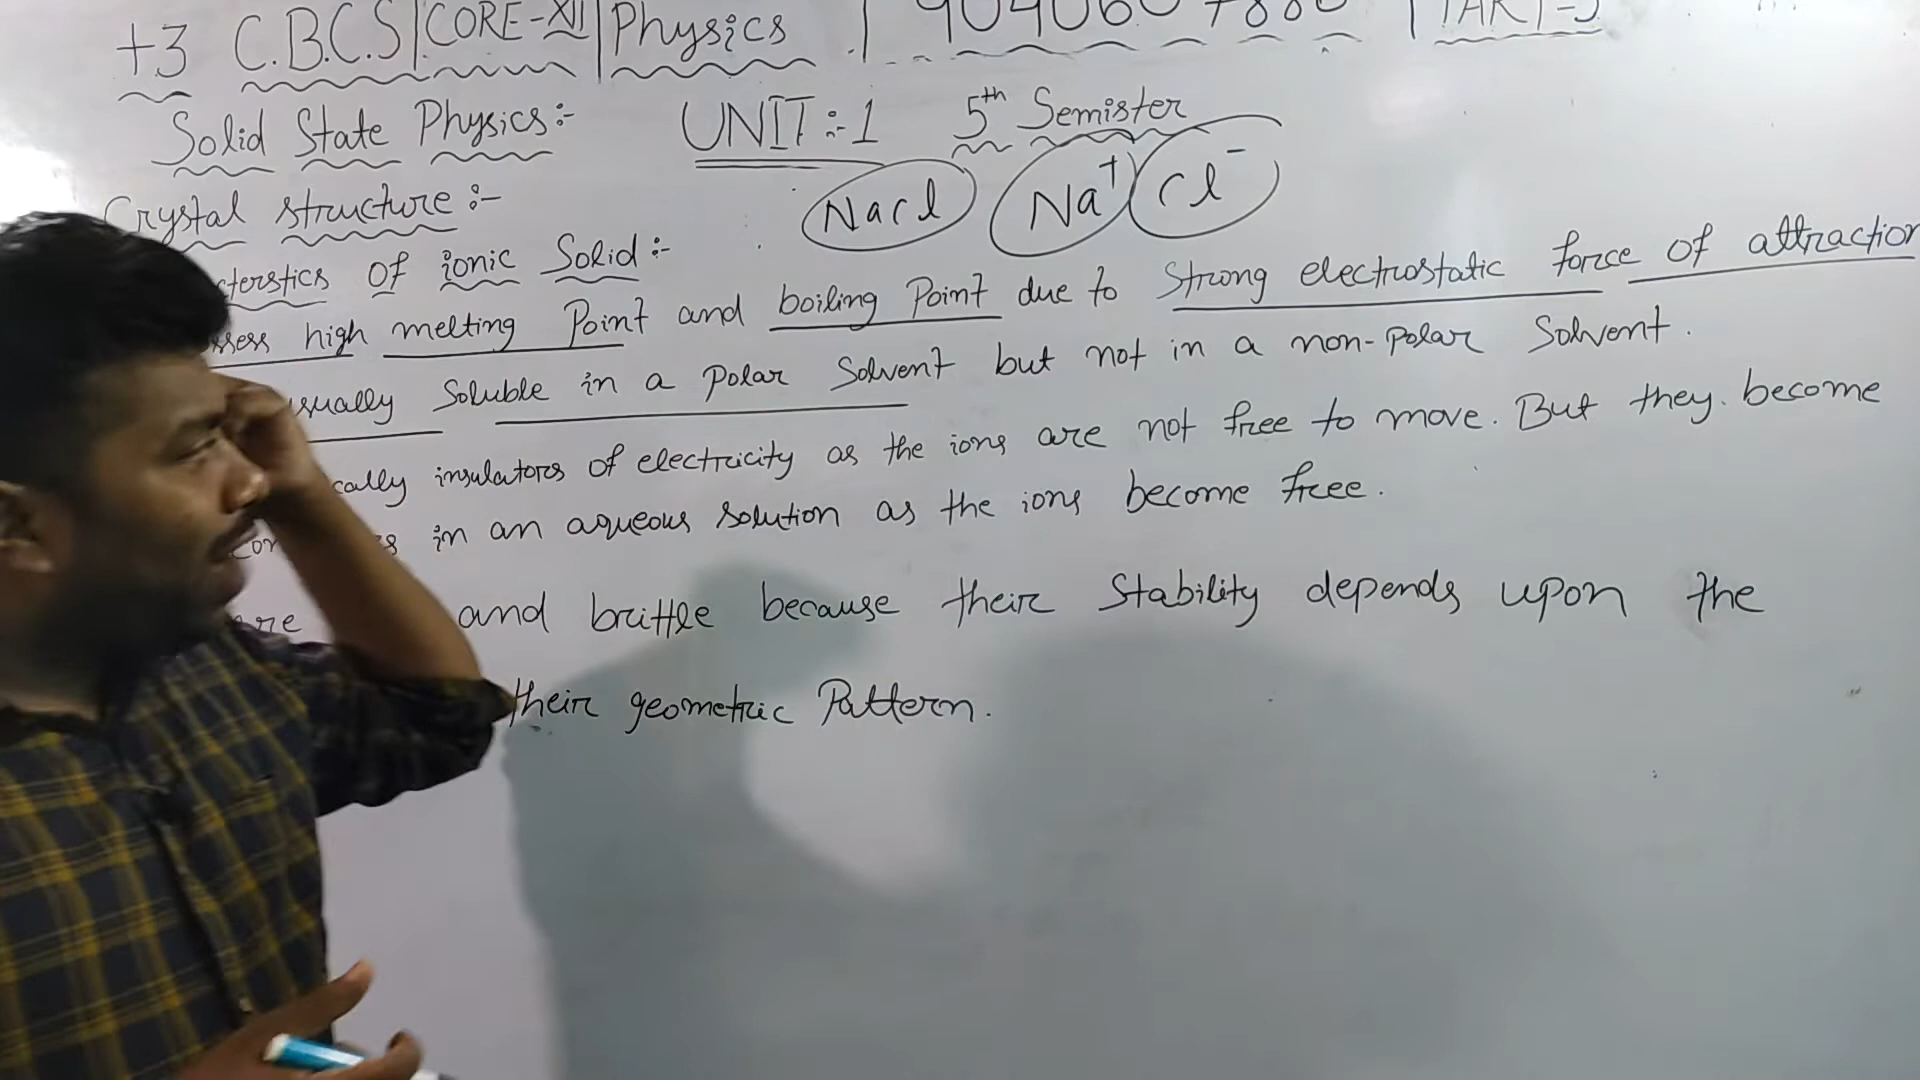 +3 C.B.C.S | CORE-XII | Physics
Solid State Physics:- UNIT:-1 5th Semister
Crystal structure:- Nacl Na+ Cl-
of ionic Solid:-
high melting Point and boiling Point due to Strong electrostatic force of attraction
Soluble in a Polar Solvent but not in a non-Polar Solvent.
insulators of electricity as the ions are not free to move. But they become
in an aqueous solution as the ions become free.
and brittle because their Stability depends upon the
their geometric Pattern.